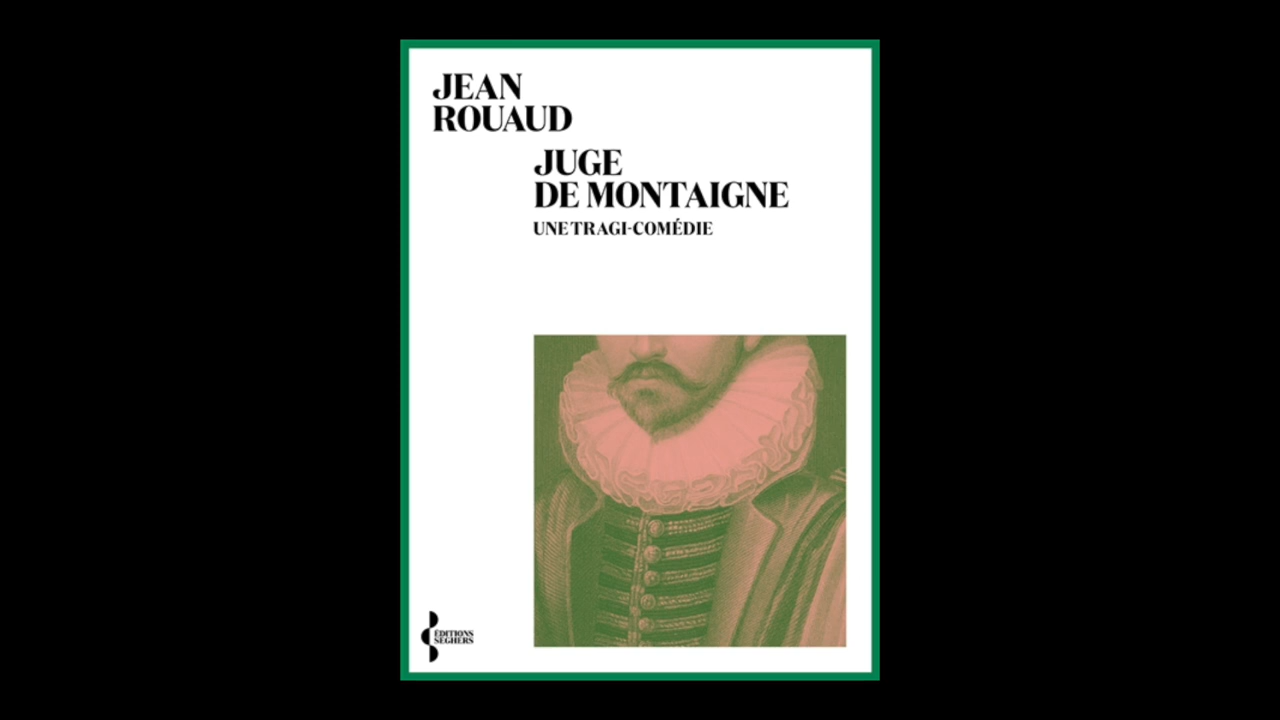 JEAN
ROUAUD
JUGE
DE MONTAIGNE
UNE TRAGI-COMÉDIE
ÉDITIONS
SEGHERS